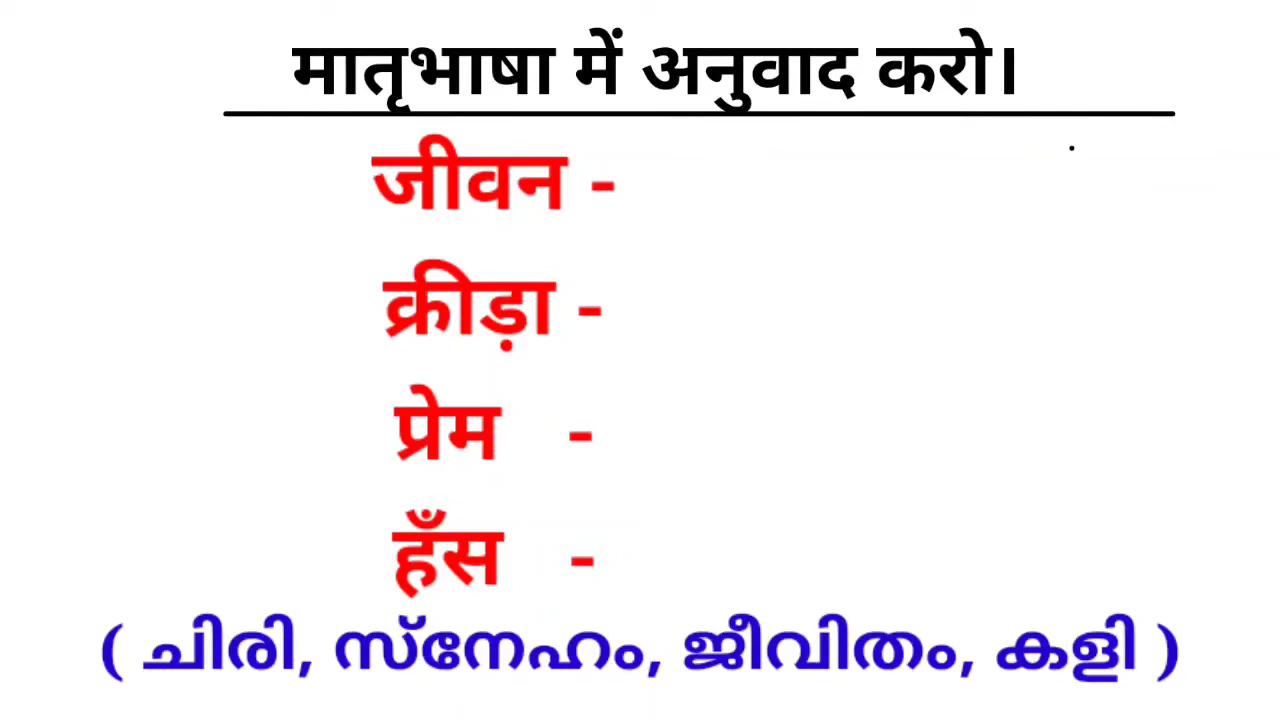 मातृभाषा में अनुवाद करो।
जीवन -
क्रीड़ा -
प्रेम -
हँस -
( ചിരി, സ്നേഹം, ജീവിതം, കളി )